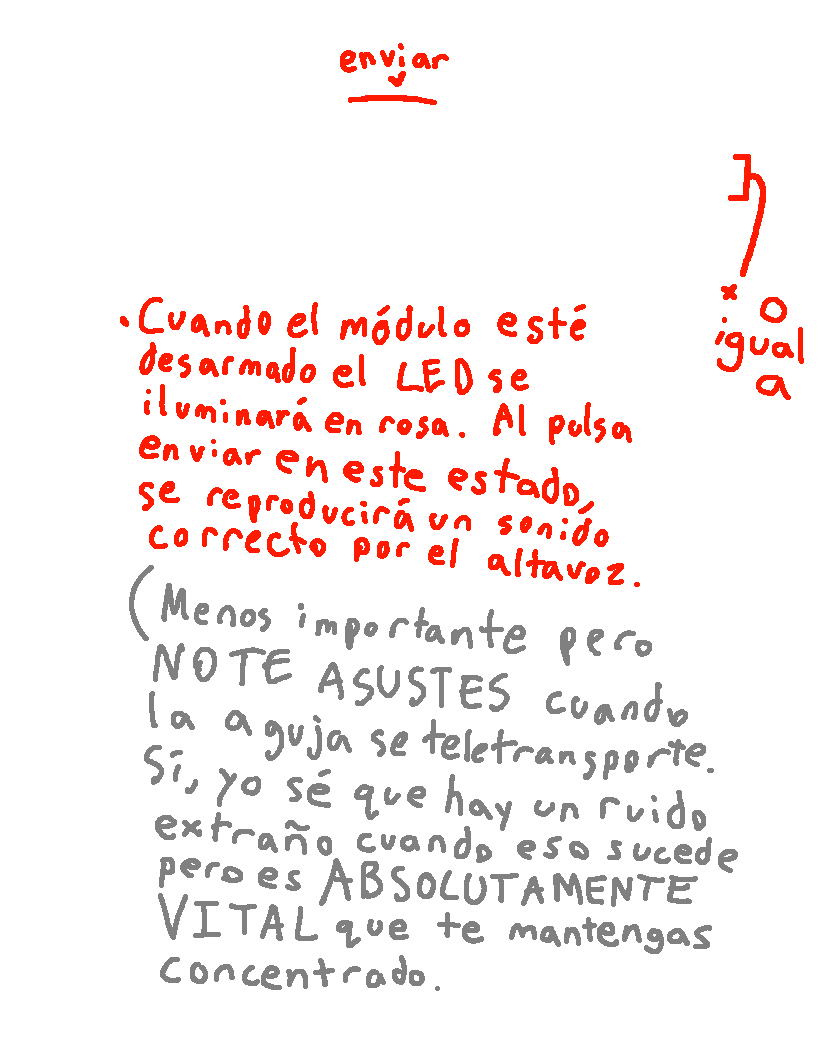 enviar
o
igual
a
• Cuando el módulo esté
desarmado el LED se
iluminará en rosa. Al pulsa
enviar en este estado,
se reproducirá un sonido
correcto por el altavoz.
(Menos importante pero
NO TE ASUSTES cuando
la aguja se teletransporte.
Sí, yo sé que hay un ruido
extraño cuando eso sucede
pero es ABSOLUTAMENTE
VITAL que te mantengas
concentrado.